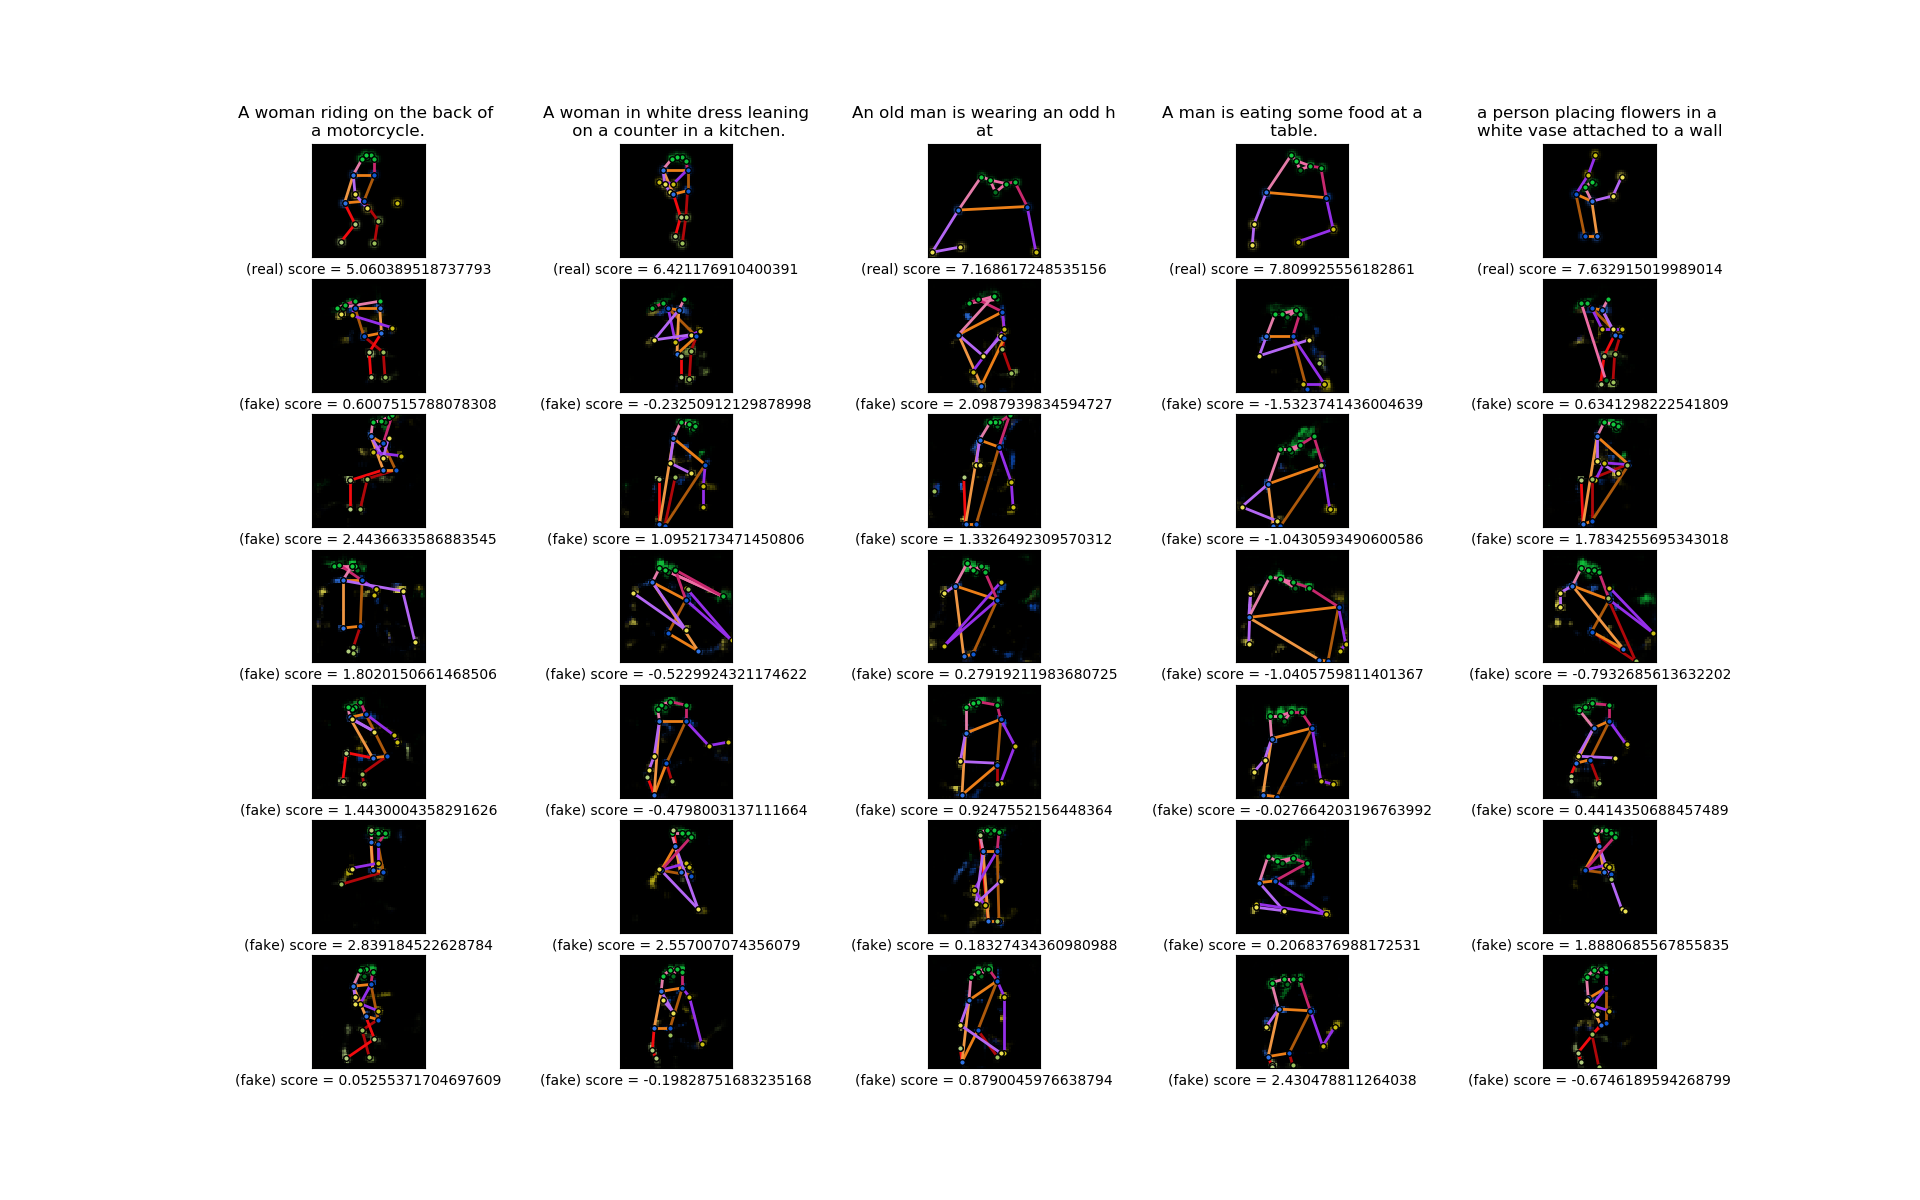 A woman riding on the back of
a motorcycle.
A woman in white dress leaning
on a counter in a kitchen.
An old man is wearing an odd h
at
A man is eating some food at a
table.
a person placing flowers in a
white vase attached to a wall
(real) score = 5.060389518737793
(real) score = 6.421176910400391
(real) score = 7.168617248535156
(real) score = 7.809925556182861
(real) score = 7.632915019989014
(fake) score = 0.6007515788078308
(fake) score = -0.23250912129878998
(fake) score = 2.0987939834594727
(fake) score = -1.5323741436004639
(fake) score = 0.6341298222541809
(fake) score = 2.4436633586883545
(fake) score = 1.0952173471450806
(fake) score = 1.3326492309570312
(fake) score = -1.0430593490600586
(fake) score = 1.7834255695343018
(fake) score = 1.8020150661468506
(fake) score = -0.5229924321174622
(fake) score = 0.27919211983680725
(fake) score = -1.0405759811401367
(fake) score = -0.7932685613632202
(fake) score = 1.4430004358291626
(fake) score = -0.4798003137111664
(fake) score = 0.9247552156448364
(fake) score = -0.027664203196763992
(fake) score = 0.4414350688457489
(fake) score = 2.839184522628784
(fake) score = 2.557007074356079
(fake) score = 0.18327434360980988
(fake) score = 0.2068376988172531
(fake) score = 1.8880685567855835
(fake) score = 0.05255371704697609
(fake) score = -0.19828751683235168
(fake) score = 0.8790045976638794
(fake) score = 2.430478811264038
(fake) score = -0.6746189594268799